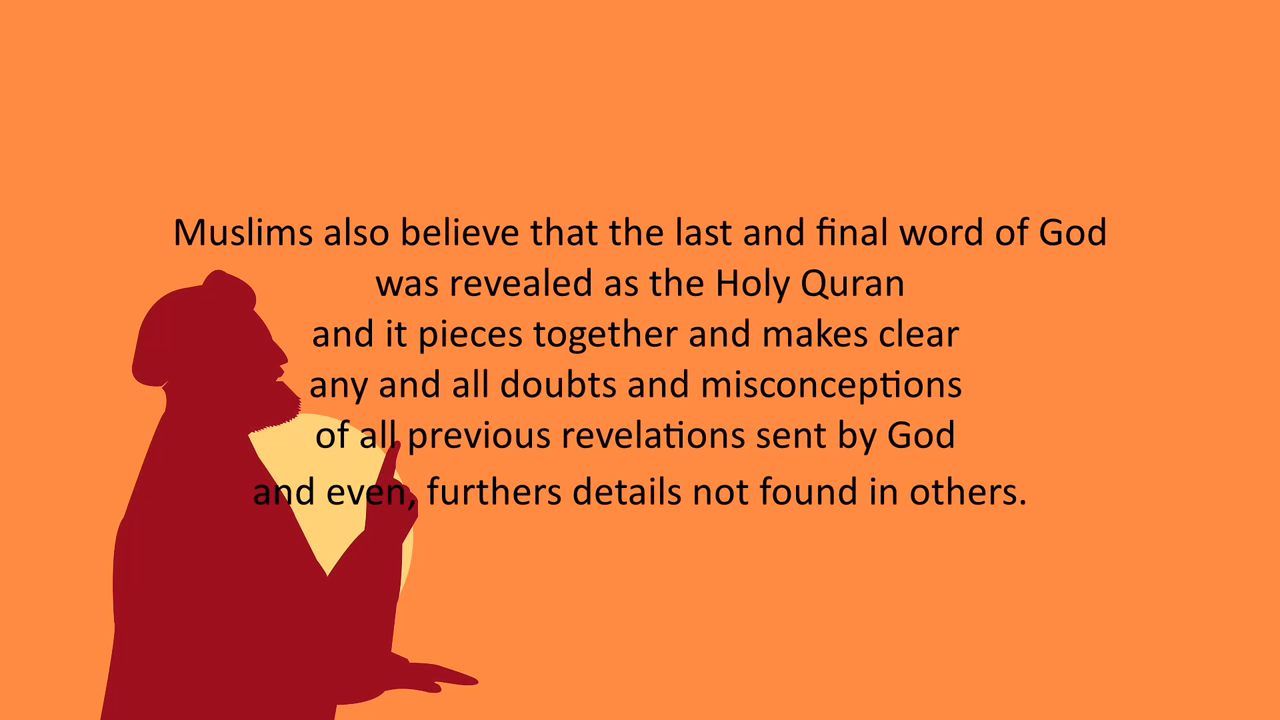 Muslims also believe that the last and final word of God
was revealed as the Holy Quran
and it pieces together and makes clear
any and all doubts and misconceptions
of all previous revelations sent by God
and even, furthers details not found in others.